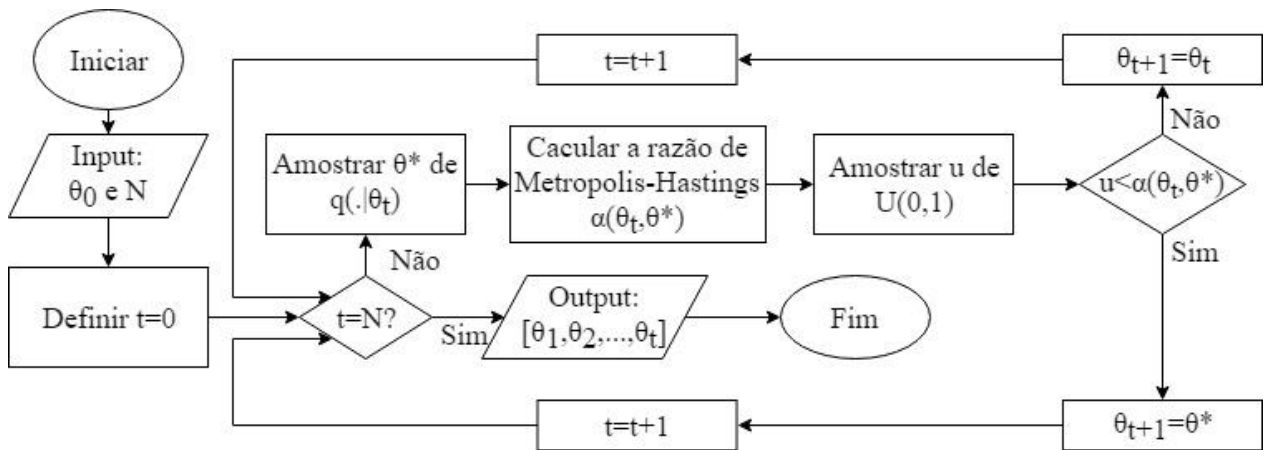 Iniciar
Input:
θ0 e N
Definir t=0
t=N?
Não
Amostrar θ* de
q(.|θt)
Cacular a razão de
Metropolis-Hastings
α(θt,θ*)
Amostrar u de
U(0,1)
u<α(θt,θ*)
Não
θt+1=θt
t=t+1
Sim
θt+1=θ*
t=t+1
Sim
Output:
[θ1,θ2,...,θt]
Fim